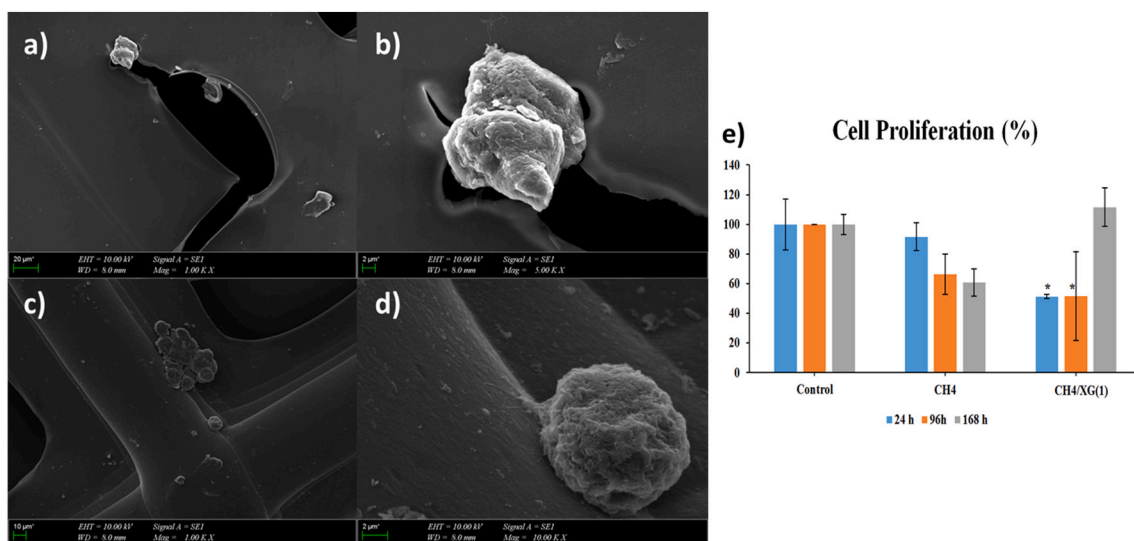 a)
20 µm*
EHT = 10.00 kV
Signal A = SE1
WD = 8.0 mm
Mag = 1.00 K X
b)
2 µm*
EHT = 10.00 kV
Signal A = SE1
WD = 8.0 mm
Mag = 5.00 K X
c)
10 µm*
EHT = 10.00 kV
Signal A = SE1
WD = 8.0 mm
Mag = 1.00 K X
d)
2 µm*
EHT = 10.00 kV
Signal A = SE1
WD = 8.0 mm
Mag = 10.00 K X
e)
Cell Proliferation (%)
140
120
100
80
60
40
20
0
* *
Control CH4 CH4/XG(1)
24 h 96h 168 h